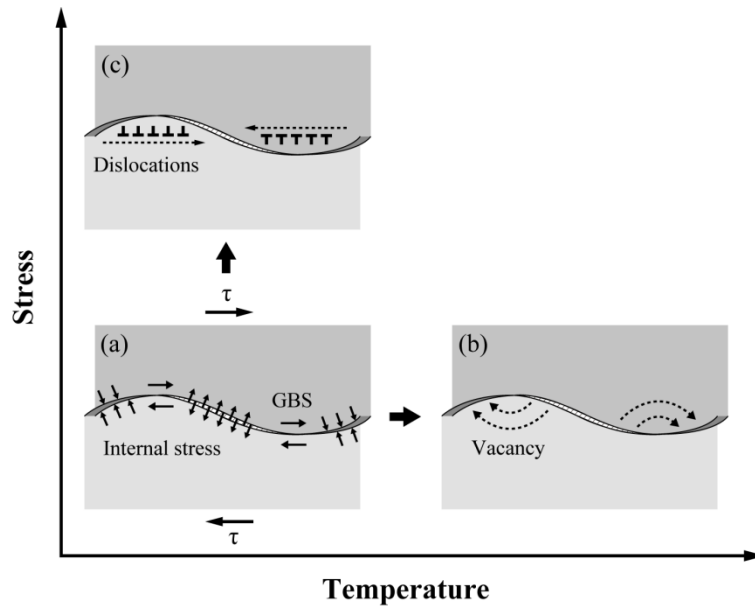 Stress
(c)
Dislocations
τ
(a)
GBS
Internal stress
τ
(b)
Vacancy
Temperature